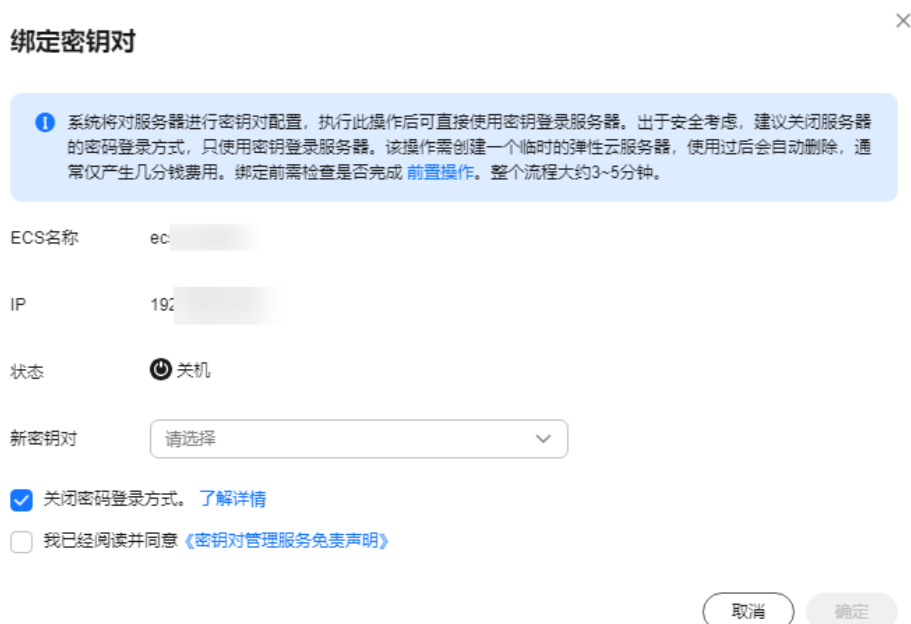 绑定密钥对
系统将对服务器进行密钥对配置，执行此操作后可直接使用密钥登录服务器。出于安全考虑，建议关闭服务器
的密码登录方式，只使用密钥登录服务器。该操作需创建一个临时的弹性云服务器，使用过后会自动删除，通
常仅产生几分钱费用。绑定前需检查是否完成 前置操作。整个流程大约3~5分钟。
ECS名称 ec
IP 192
状态 关机
新密钥对 请选择
关闭密码登录方式。 了解详情
我已经阅读并同意《密钥对管理服务免责声明》
取消 确定